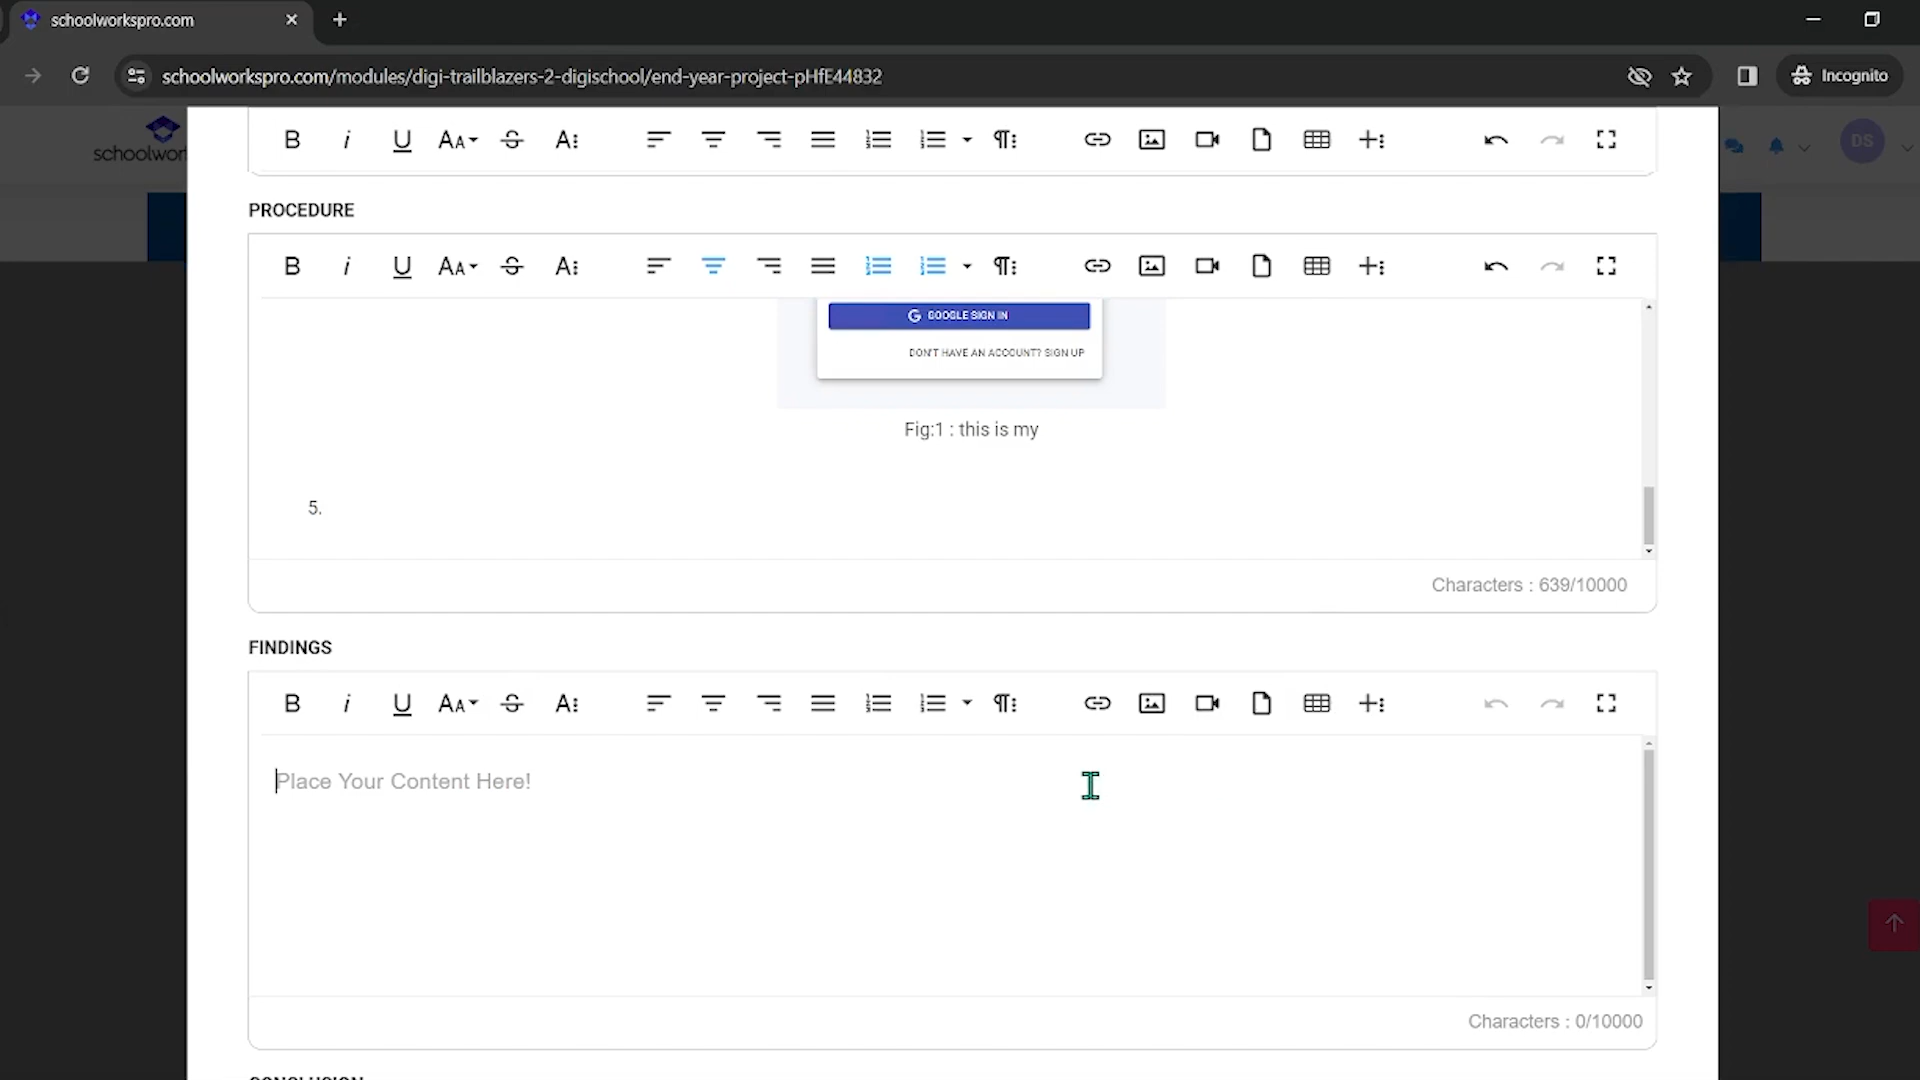 schoolworkspro.com
schoolworkspro.com/modules/digi-trailblazers-2-digischool/end-year-project-pHfE44832
Incognito
schoolwor
DS
PROCEDURE
GOOGLE SIGN IN
DON'T HAVE AN ACCOUNT? SIGN UP
Fig:1 : this is my
5.
Characters : 639/10000
FINDINGS
Place Your Content Here!
Characters : 0/10000
CONCLUSION